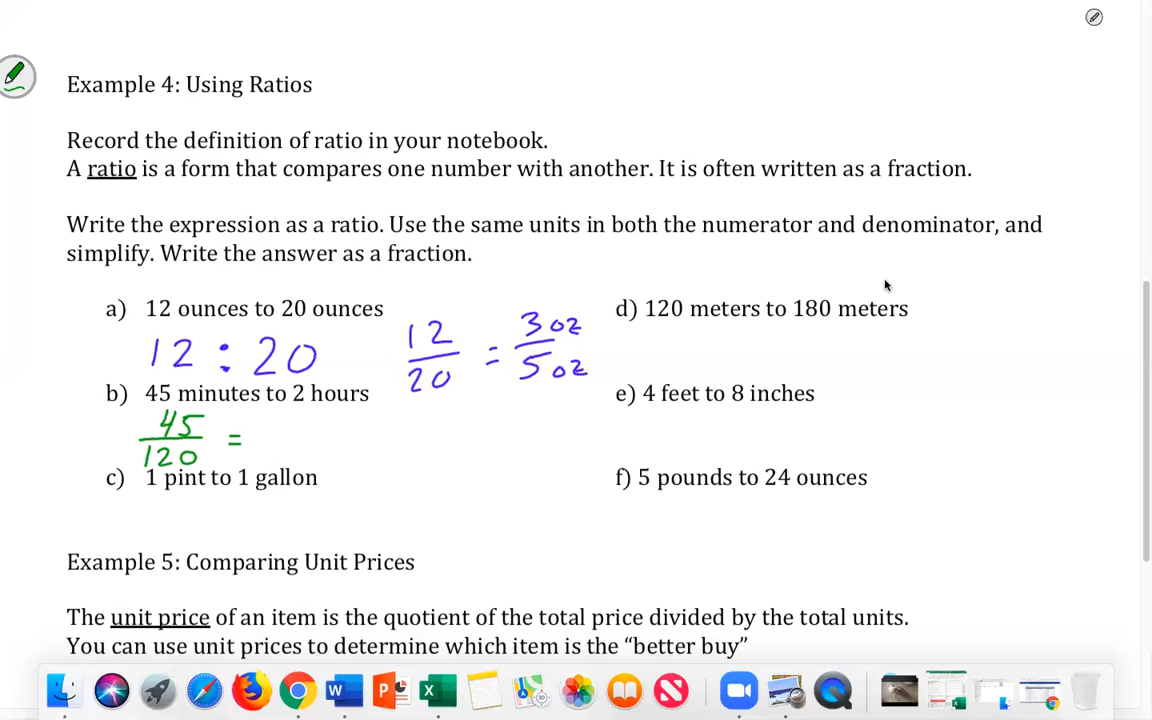 Example 4: Using Ratios
Record the definition of ratio in your notebook.
A ratio is a form that compares one number with another. It is often written as a fraction.
Write the expression as a ratio. Use the same units in both the numerator and denominator, and
simplify. Write the answer as a fraction.
a) 12 ounces to 20 ounces
12 : 20
12/20 = 3 oz/5 oz
b) 45 minutes to 2 hours
45/120 =
c) 1 pint to 1 gallon
d) 120 meters to 180 meters
e) 4 feet to 8 inches
f) 5 pounds to 24 ounces
Example 5: Comparing Unit Prices
The unit price of an item is the quotient of the total price divided by the total units.
You can use unit prices to determine which item is the “better buy”